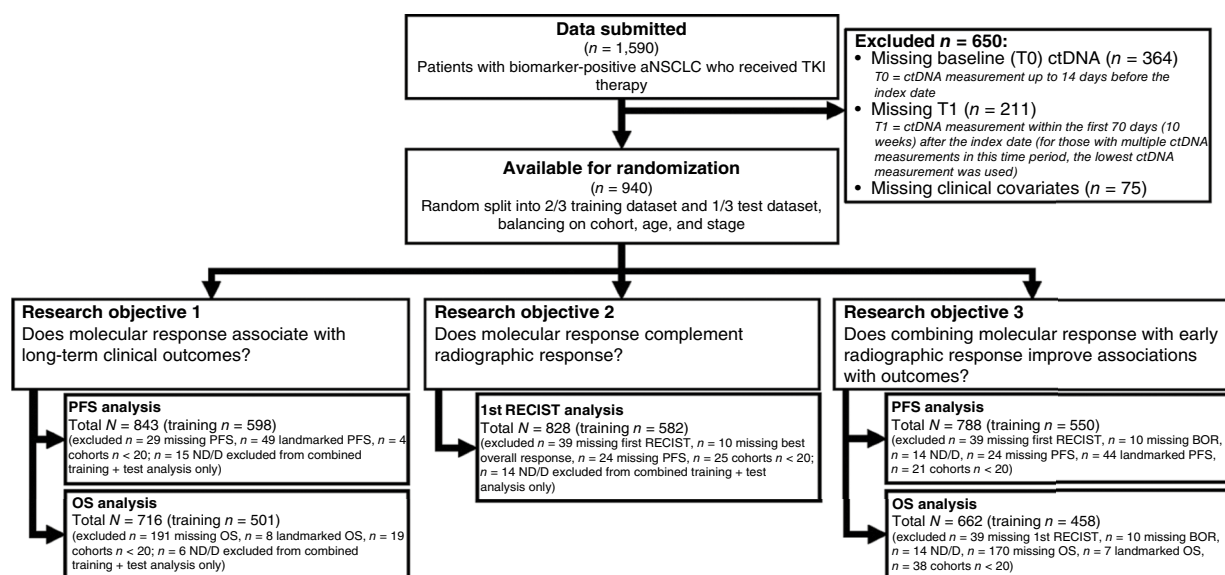 Data submitted
(n = 1,590)
Patients with biomarker-positive aNSCLC who received TKI
therapy
Excluded n = 650:
• Missing baseline (T0) ctDNA (n = 364)
T0 = ctDNA measurement up to 14 days before the
index date
• Missing T1 (n = 211)
T1 = ctDNA measurement within the first 70 days (10
weeks) after the index date (for those with multiple ctDNA
measurements in this time period, the lowest ctDNA
measurement was used)
• Missing clinical covariates (n = 75)
Available for randomization
(n = 940)
Random split into 2/3 training dataset and 1/3 test dataset,
balancing on cohort, age, and stage
Research objective 1
Does molecular response associate with
long-term clinical outcomes?
PFS analysis
Total N = 843 (training n = 598)
(excluded n = 29 missing PFS, n = 49 landmarked PFS, n = 4
cohorts n < 20; n = 15 ND/D excluded from combined
training + test analysis only)
OS analysis
Total N = 716 (training n = 501)
(excluded n = 191 missing OS, n = 8 landmarked OS, n = 19
cohorts n < 20; n = 6 ND/D excluded from combined
training + test analysis only)
Research objective 2
Does molecular response complement
radiographic response?
1st RECIST analysis
Total N = 828 (training n = 582)
(excluded n = 39 missing first RECIST, n = 10 missing best
overall response, n = 24 missing PFS, n = 25 cohorts n < 20;
n = 14 ND/D excluded from combined training + test
analysis only)
Research objective 3
Does combining molecular response with early
radiographic response improve associations
with outcomes?
PFS analysis
Total N = 788 (training n = 550)
(excluded n = 39 missing first RECIST, n = 10 missing BOR,
n = 14 ND/D, n = 24 missing PFS, n = 44 landmarked PFS,
n = 21 cohorts n < 20)
OS analysis
Total N = 662 (training n = 458)
(excluded n = 39 missing 1st RECIST, n = 10 missing BOR,
n = 14 ND/D, n = 170 missing OS, n = 7 landmarked OS,
n = 38 cohorts n < 20)